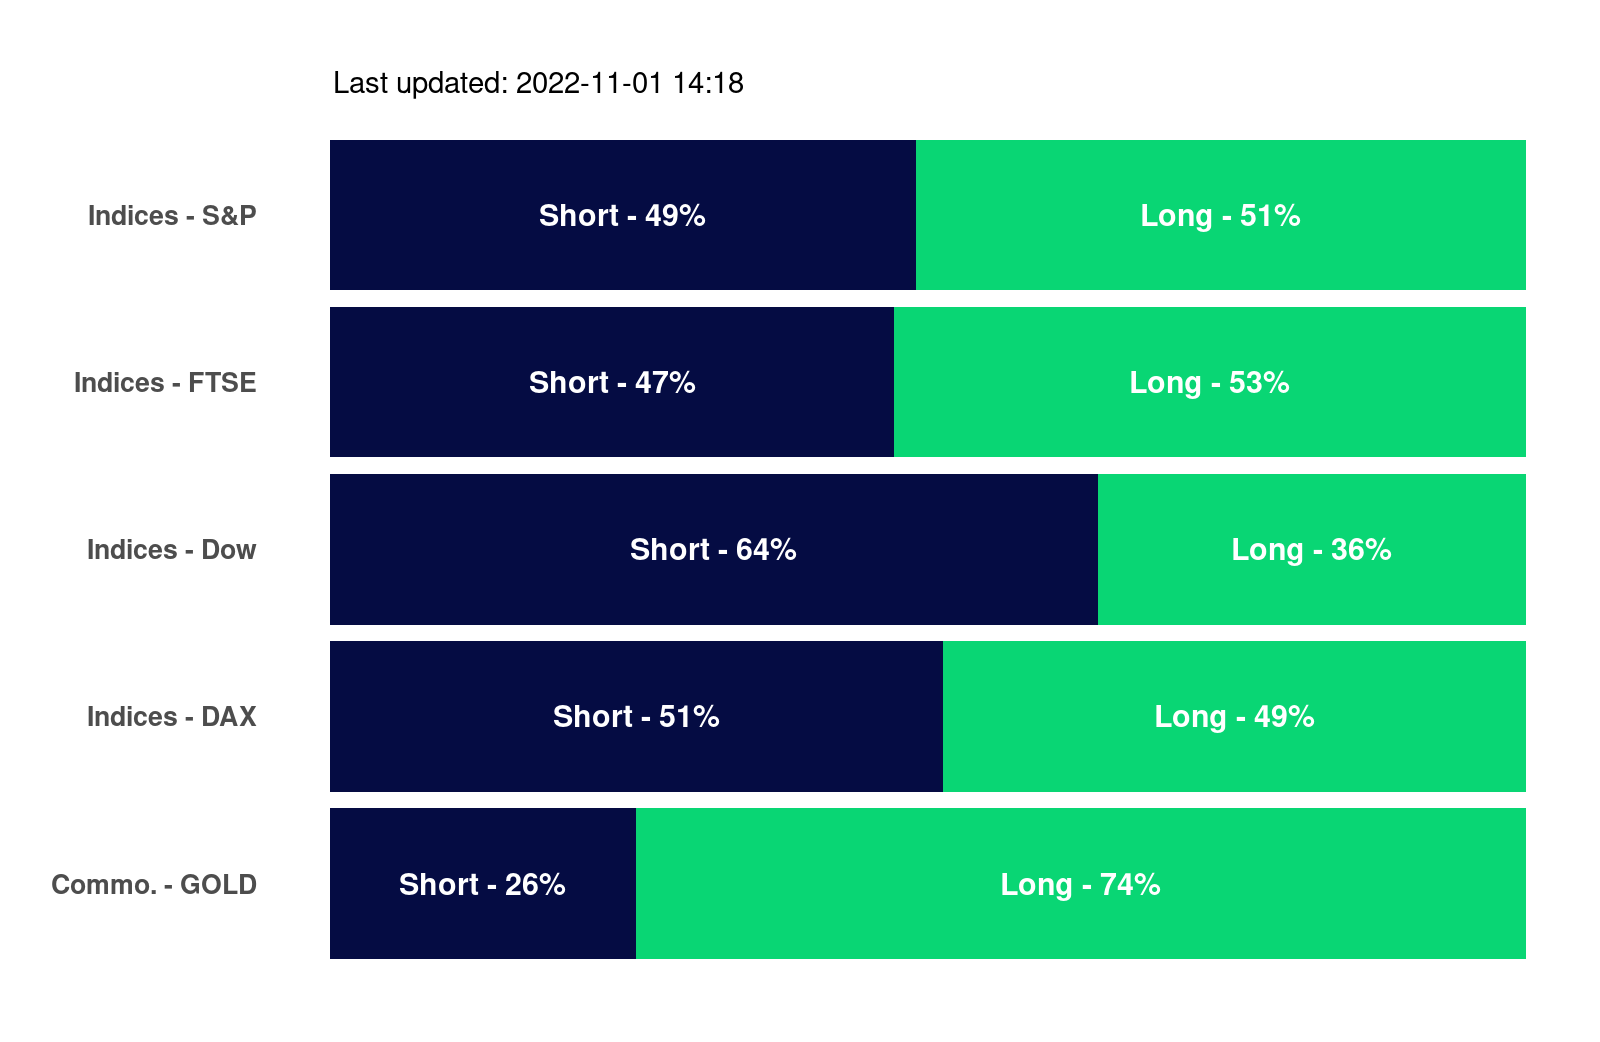 Last updated: 2022-11-01 14:18
Indices - S&P Short - 49% Long - 51%
Indices - FTSE Short - 47% Long - 53%
Indices - Dow Short - 64% Long - 36%
Indices - DAX Short - 51% Long - 49%
Commo. - GOLD Short - 26% Long - 74%